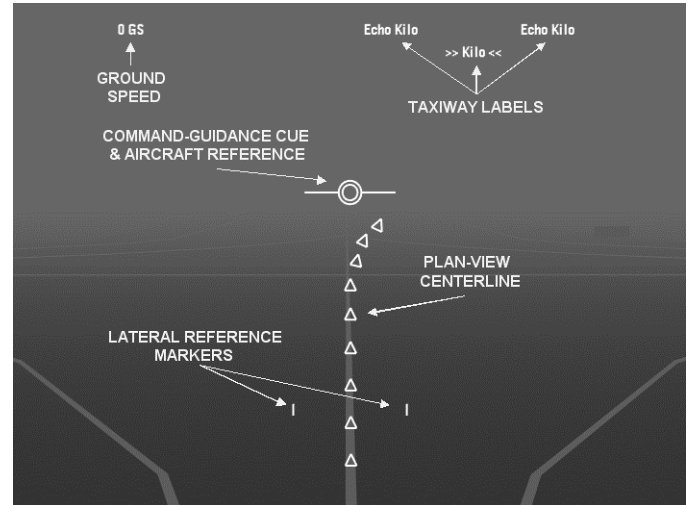 0 GS
Echo Kilo
Echo Kilo
>> Kilo <<
GROUND
SPEED
TAXIWAY LABELS
COMMAND-GUIDANCE CUE
& AIRCRAFT REFERENCE
PLAN-VIEW
CENTERLINE
LATERAL REFERENCE
MARKERS